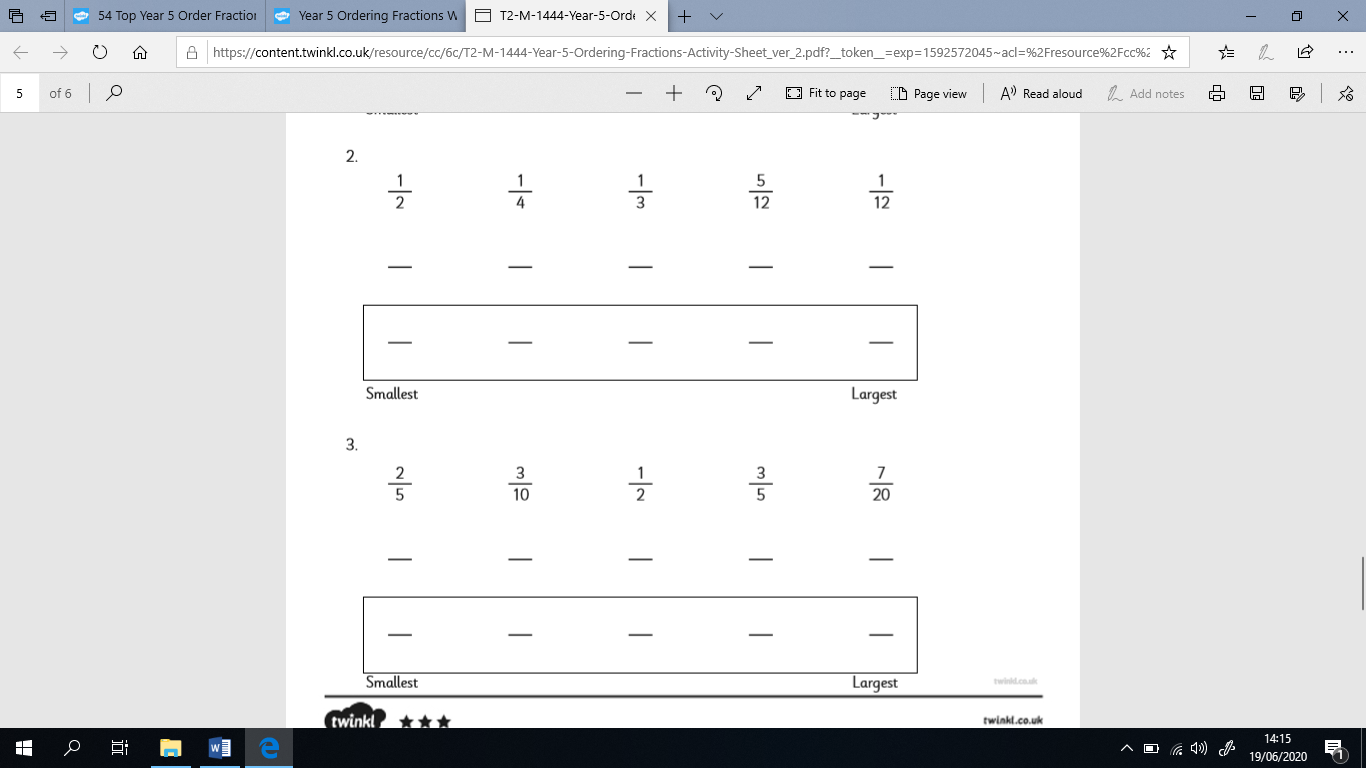 54 Top Year 5 Order Fraction
Year 5 Ordering Fractions W
T2-M-1444-Year-5-Orde
https://content.twinkl.co.uk/resource/cc/6c/T2-M-1444-Year-5-Ordering-Fractions-Activity-Sheet_ver_2.pdf?__token__=exp=1592572045~acl=%2Fresource%2Fcc%2
5 of 6
Fit to page
Page view
Read aloud
Add notes
Smallest Largest
2.
1 1 1 5 1
2 4 3 12 12
Smallest Largest
3.
2 3 1 3 7
5 10 2 5 20
Smallest Largest
twinkl.co.uk
twinkl
twinkl.co.uk
14:15
19/06/2020
1